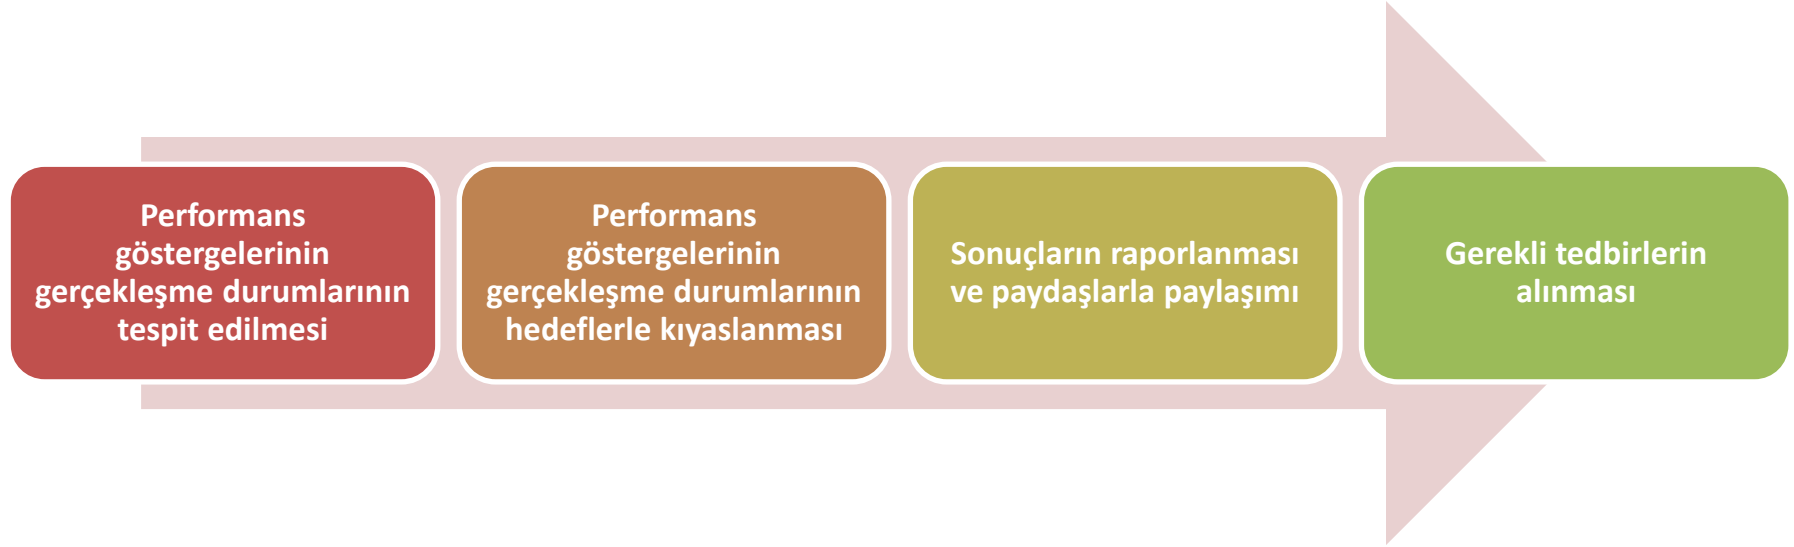 Performans
göstergelerinin
gerçekleşme durumlarının
tespit edilmesi
Performans
göstergelerinin
gerçekleşme durumlarının
hedeflerle kıyaslanması
Sonuçların raporlanması
ve paydaşlarla paylaşımı
Gerekli tedbirlerin
alınması